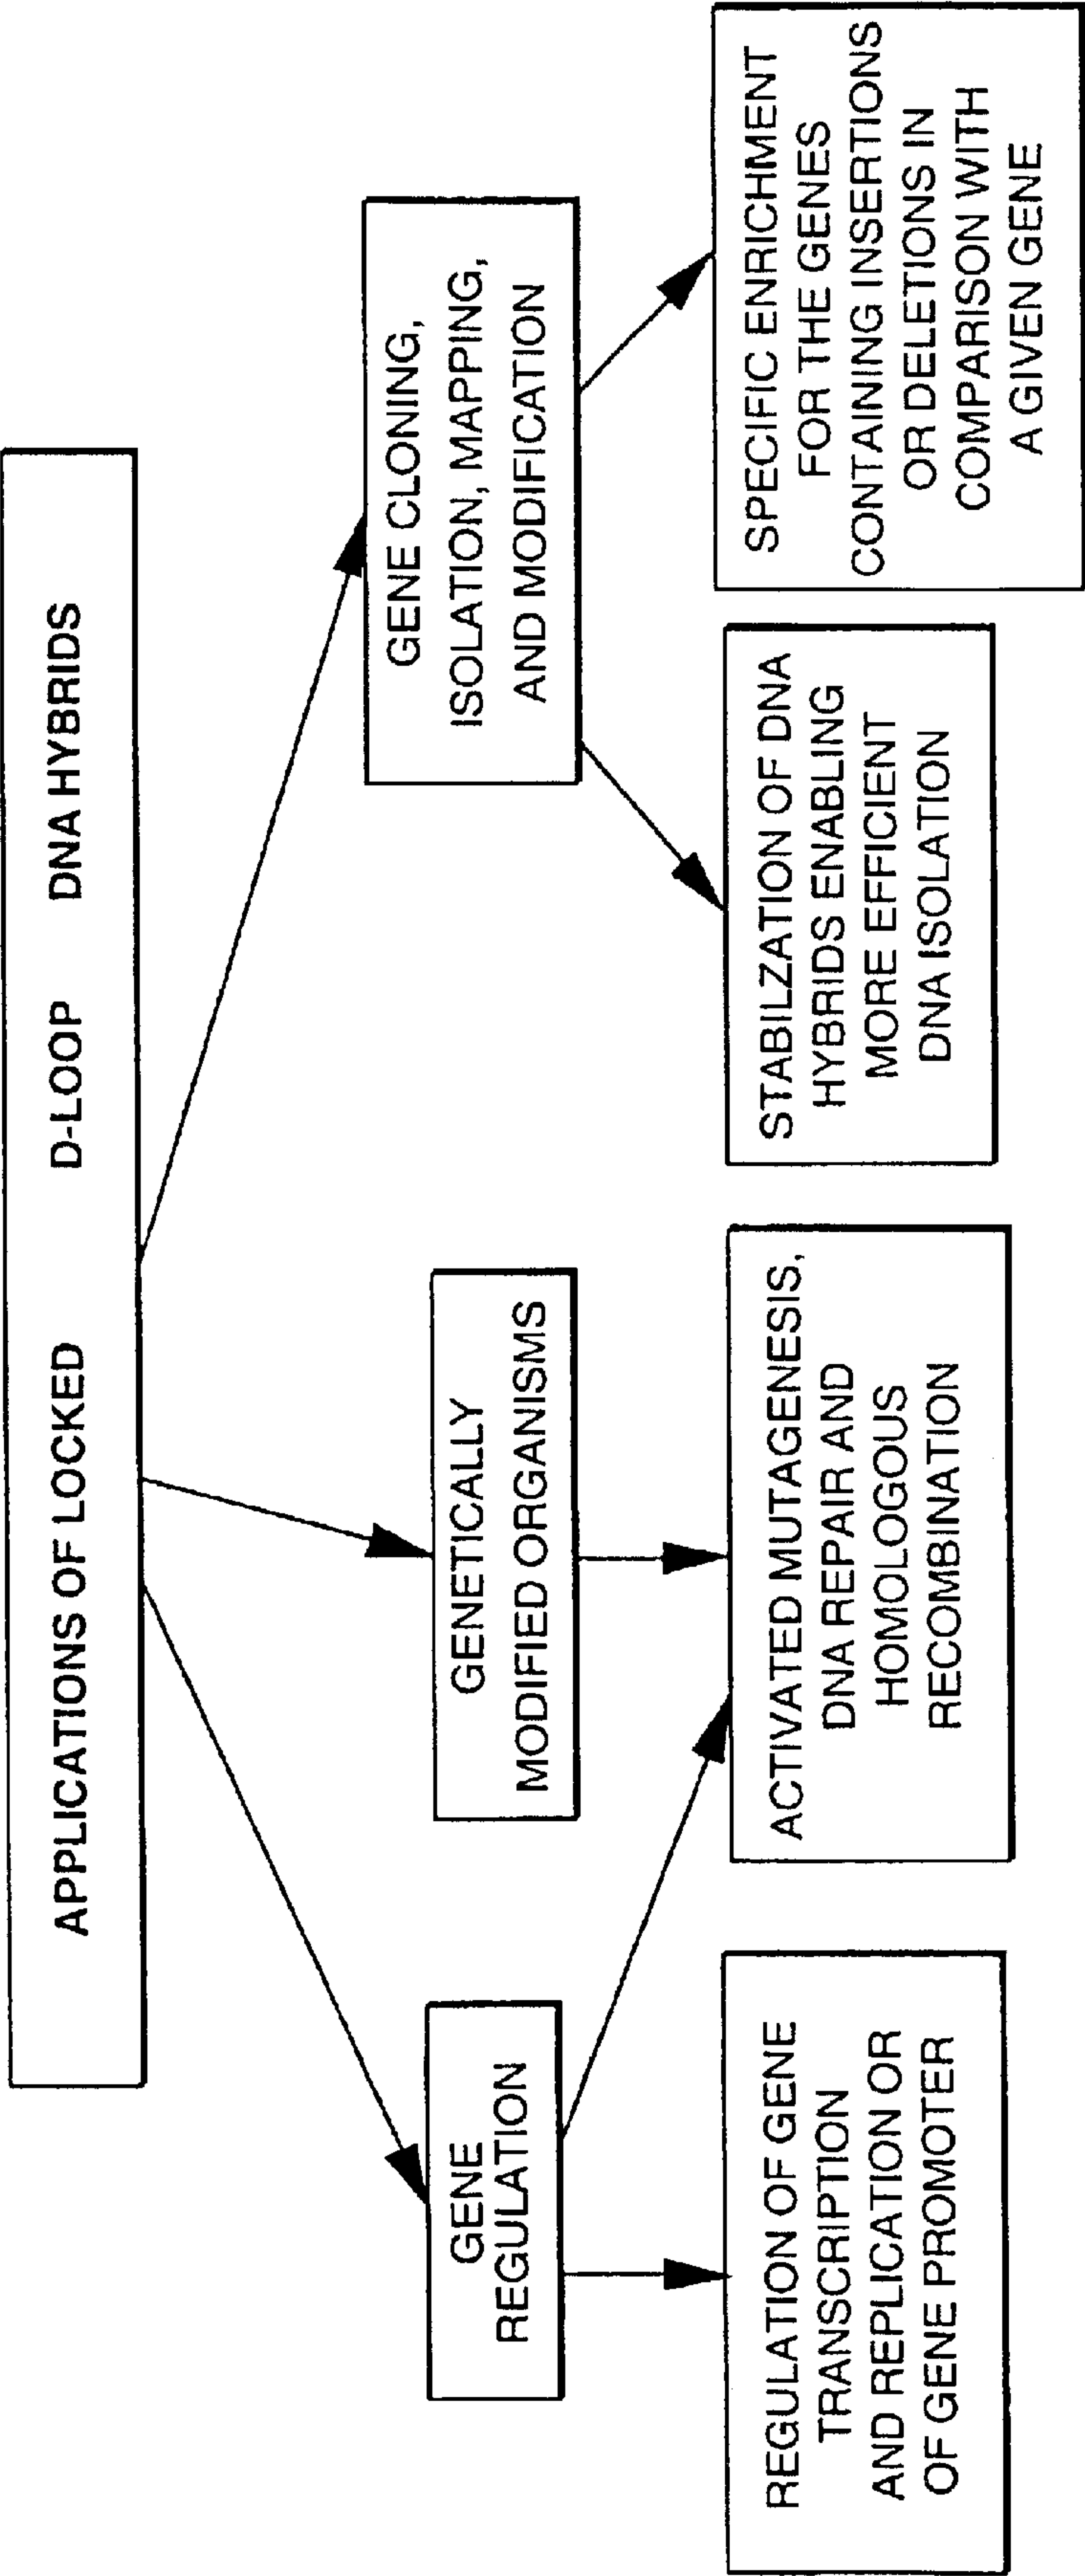 APPLICATIONS OF LOCKED D-LOOP DNA HYBRIDS
GENE
REGULATION
GENETICALLY
MODIFIED ORGANISMS
GENE CLONING,
ISOLATION, MAPPING,
AND MODIFICATION
REGULATION OF GENE
TRANSCRIPTION
AND REPLICATION OR
OF GENE PROMOTER
ACTIVATED MUTAGENESIS,
DNA REPAIR AND
HOMOLOGOUS
RECOMBINATION
STABILZATION OF DNA
HYBRIDS ENABLING
MORE EFFICIENT
DNA ISOLATION
SPECIFIC ENRICHMENT
FOR THE GENES
CONTAINING INSERTIONS
OR DELETIONS IN
COMPARISON WITH
A GIVEN GENE